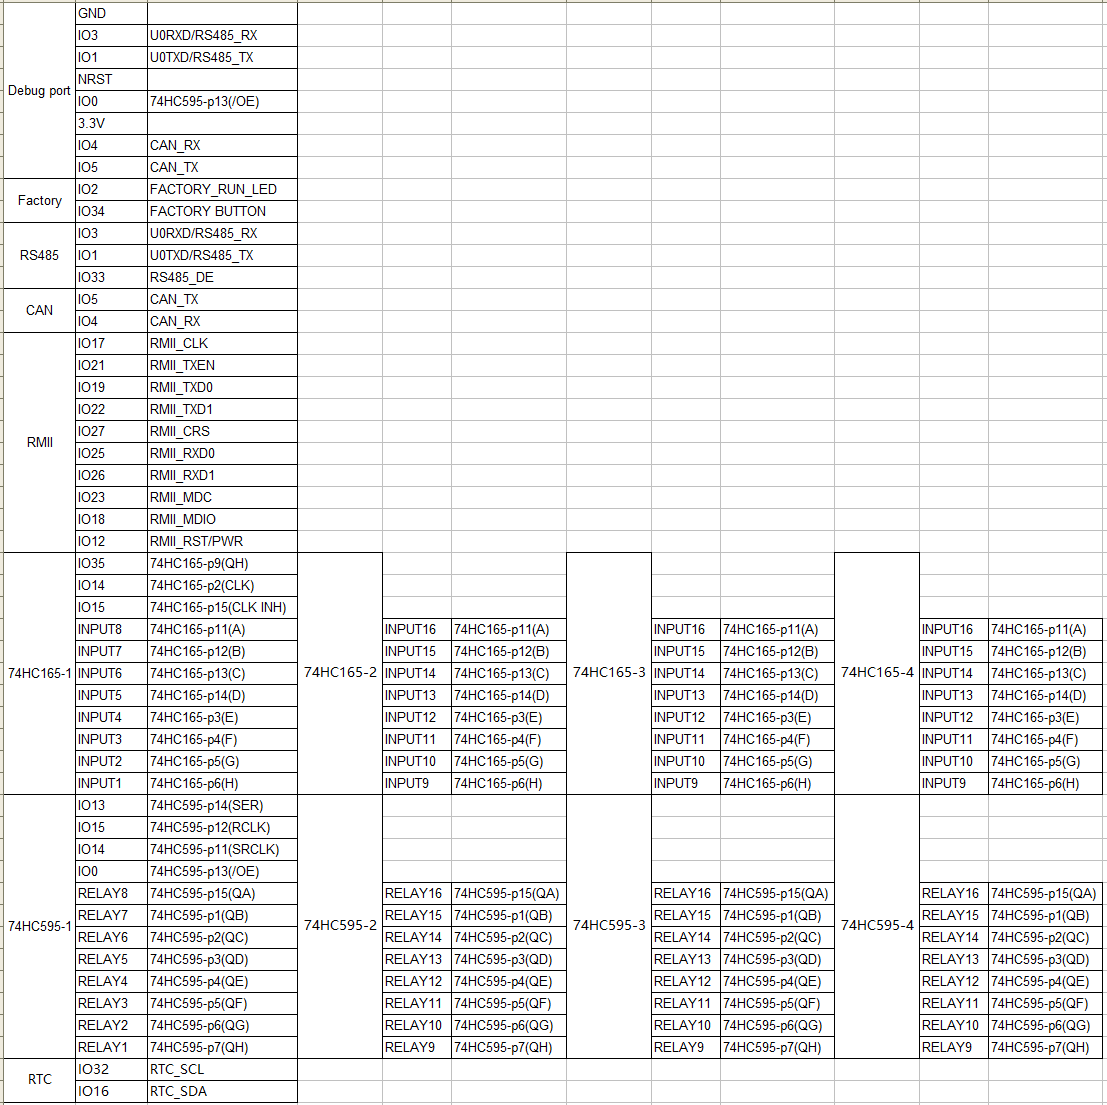 GND
IO3 U0RXD/RS485_RX
IO1 U0TXD/RS485_TX
NRST
Debug port
IO0 74HC595-p13(/OE)
3.3V
IO4 CAN_RX
IO5 CAN_TX
IO2 FACTORY_RUN_LED
Factory
IO34 FACTORY BUTTON
IO3 U0RXD/RS485_RX
RS485 IO1 U0TXD/RS485_TX
IO33 RS485_DE
IO5 CAN_TX
CAN
IO4 CAN_RX
IO17 RMII_CLK
IO21 RMII_TXEN
IO19 RMII_TXD0
IO22 RMII_TXD1
IO27 RMII_CRS
RMII
IO25 RMII_RXD0
IO26 RMII_RXD1
IO23 RMII_MDC
IO18 RMII_MDIO
IO12 RMII_RST/PWR
IO35 74HC165-p9(QH)
IO14 74HC165-p2(CLK)
IO15 74HC165-p15(CLK INH)
INPUT8 74HC165-p11(A) INPUT16 74HC165-p11(A) INPUT16 74HC165-p11(A) INPUT16 74HC165-p11(A)
INPUT7 74HC165-p12(B) INPUT15 74HC165-p12(B) INPUT15 74HC165-p12(B) INPUT15 74HC165-p12(B)
74HC165-1 INPUT6 74HC165-p13(C) 74HC165-2 INPUT14 74HC165-p13(C) 74HC165-3 INPUT14 74HC165-p13(C) 74HC165-4 INPUT14 74HC165-p13(C)
INPUT5 74HC165-p14(D) INPUT13 74HC165-p14(D) INPUT13 74HC165-p14(D) INPUT13 74HC165-p14(D)
INPUT4 74HC165-p3(E) INPUT12 74HC165-p3(E) INPUT12 74HC165-p3(E) INPUT12 74HC165-p3(E)
INPUT3 74HC165-p4(F) INPUT11 74HC165-p4(F) INPUT11 74HC165-p4(F) INPUT11 74HC165-p4(F)
INPUT2 74HC165-p5(G) INPUT10 74HC165-p5(G) INPUT10 74HC165-p5(G) INPUT10 74HC165-p5(G)
INPUT1 74HC165-p6(H) INPUT9 74HC165-p6(H) INPUT9 74HC165-p6(H) INPUT9 74HC165-p6(H)
IO13 74HC595-p14(SER)
IO15 74HC595-p12(RCLK)
IO14 74HC595-p11(SRCLK)
IO0 74HC595-p13(/OE)
RELAY8 74HC595-p15(QA) RELAY16 74HC595-p15(QA) RELAY16 74HC595-p15(QA) RELAY16 74HC595-p15(QA)
RELAY7 74HC595-p1(QB) RELAY15 74HC595-p1(QB) RELAY15 74HC595-p1(QB) RELAY15 74HC595-p1(QB)
74HC595-1 74HC595-2 74HC595-3 74HC595-4
RELAY6 74HC595-p2(QC) RELAY14 74HC595-p2(QC) RELAY14 74HC595-p2(QC) RELAY14 74HC595-p2(QC)
RELAY5 74HC595-p3(QD) RELAY13 74HC595-p3(QD) RELAY13 74HC595-p3(QD) RELAY13 74HC595-p3(QD)
RELAY4 74HC595-p4(QE) RELAY12 74HC595-p4(QE) RELAY12 74HC595-p4(QE) RELAY12 74HC595-p4(QE)
RELAY3 74HC595-p5(QF) RELAY11 74HC595-p5(QF) RELAY11 74HC595-p5(QF) RELAY11 74HC595-p5(QF)
RELAY2 74HC595-p6(QG) RELAY10 74HC595-p6(QG) RELAY10 74HC595-p6(QG) RELAY10 74HC595-p6(QG)
RELAY1 74HC595-p7(QH) RELAY9 74HC595-p7(QH) RELAY9 74HC595-p7(QH) RELAY9 74HC595-p7(QH)
IO32 RTC_SCL
RTC
IO16 RTC_SDA